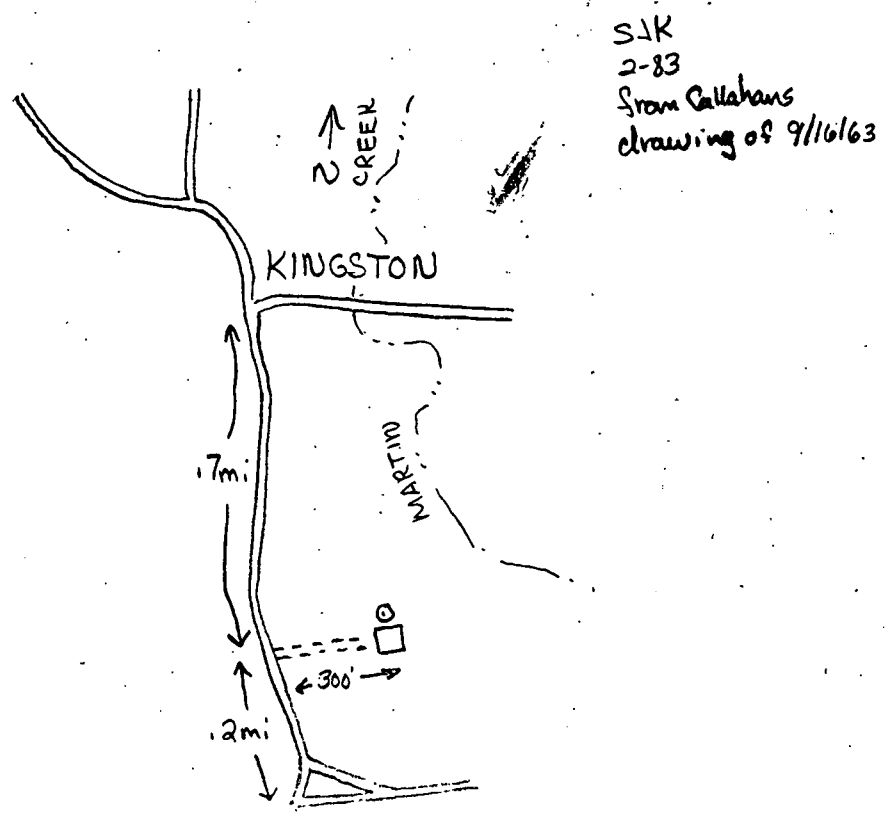 SJK
2-83
from Callahans
drawing of 9/16/63
N
CREEK
KINGSTON
.7mi
MARTIN
300'
.2mi